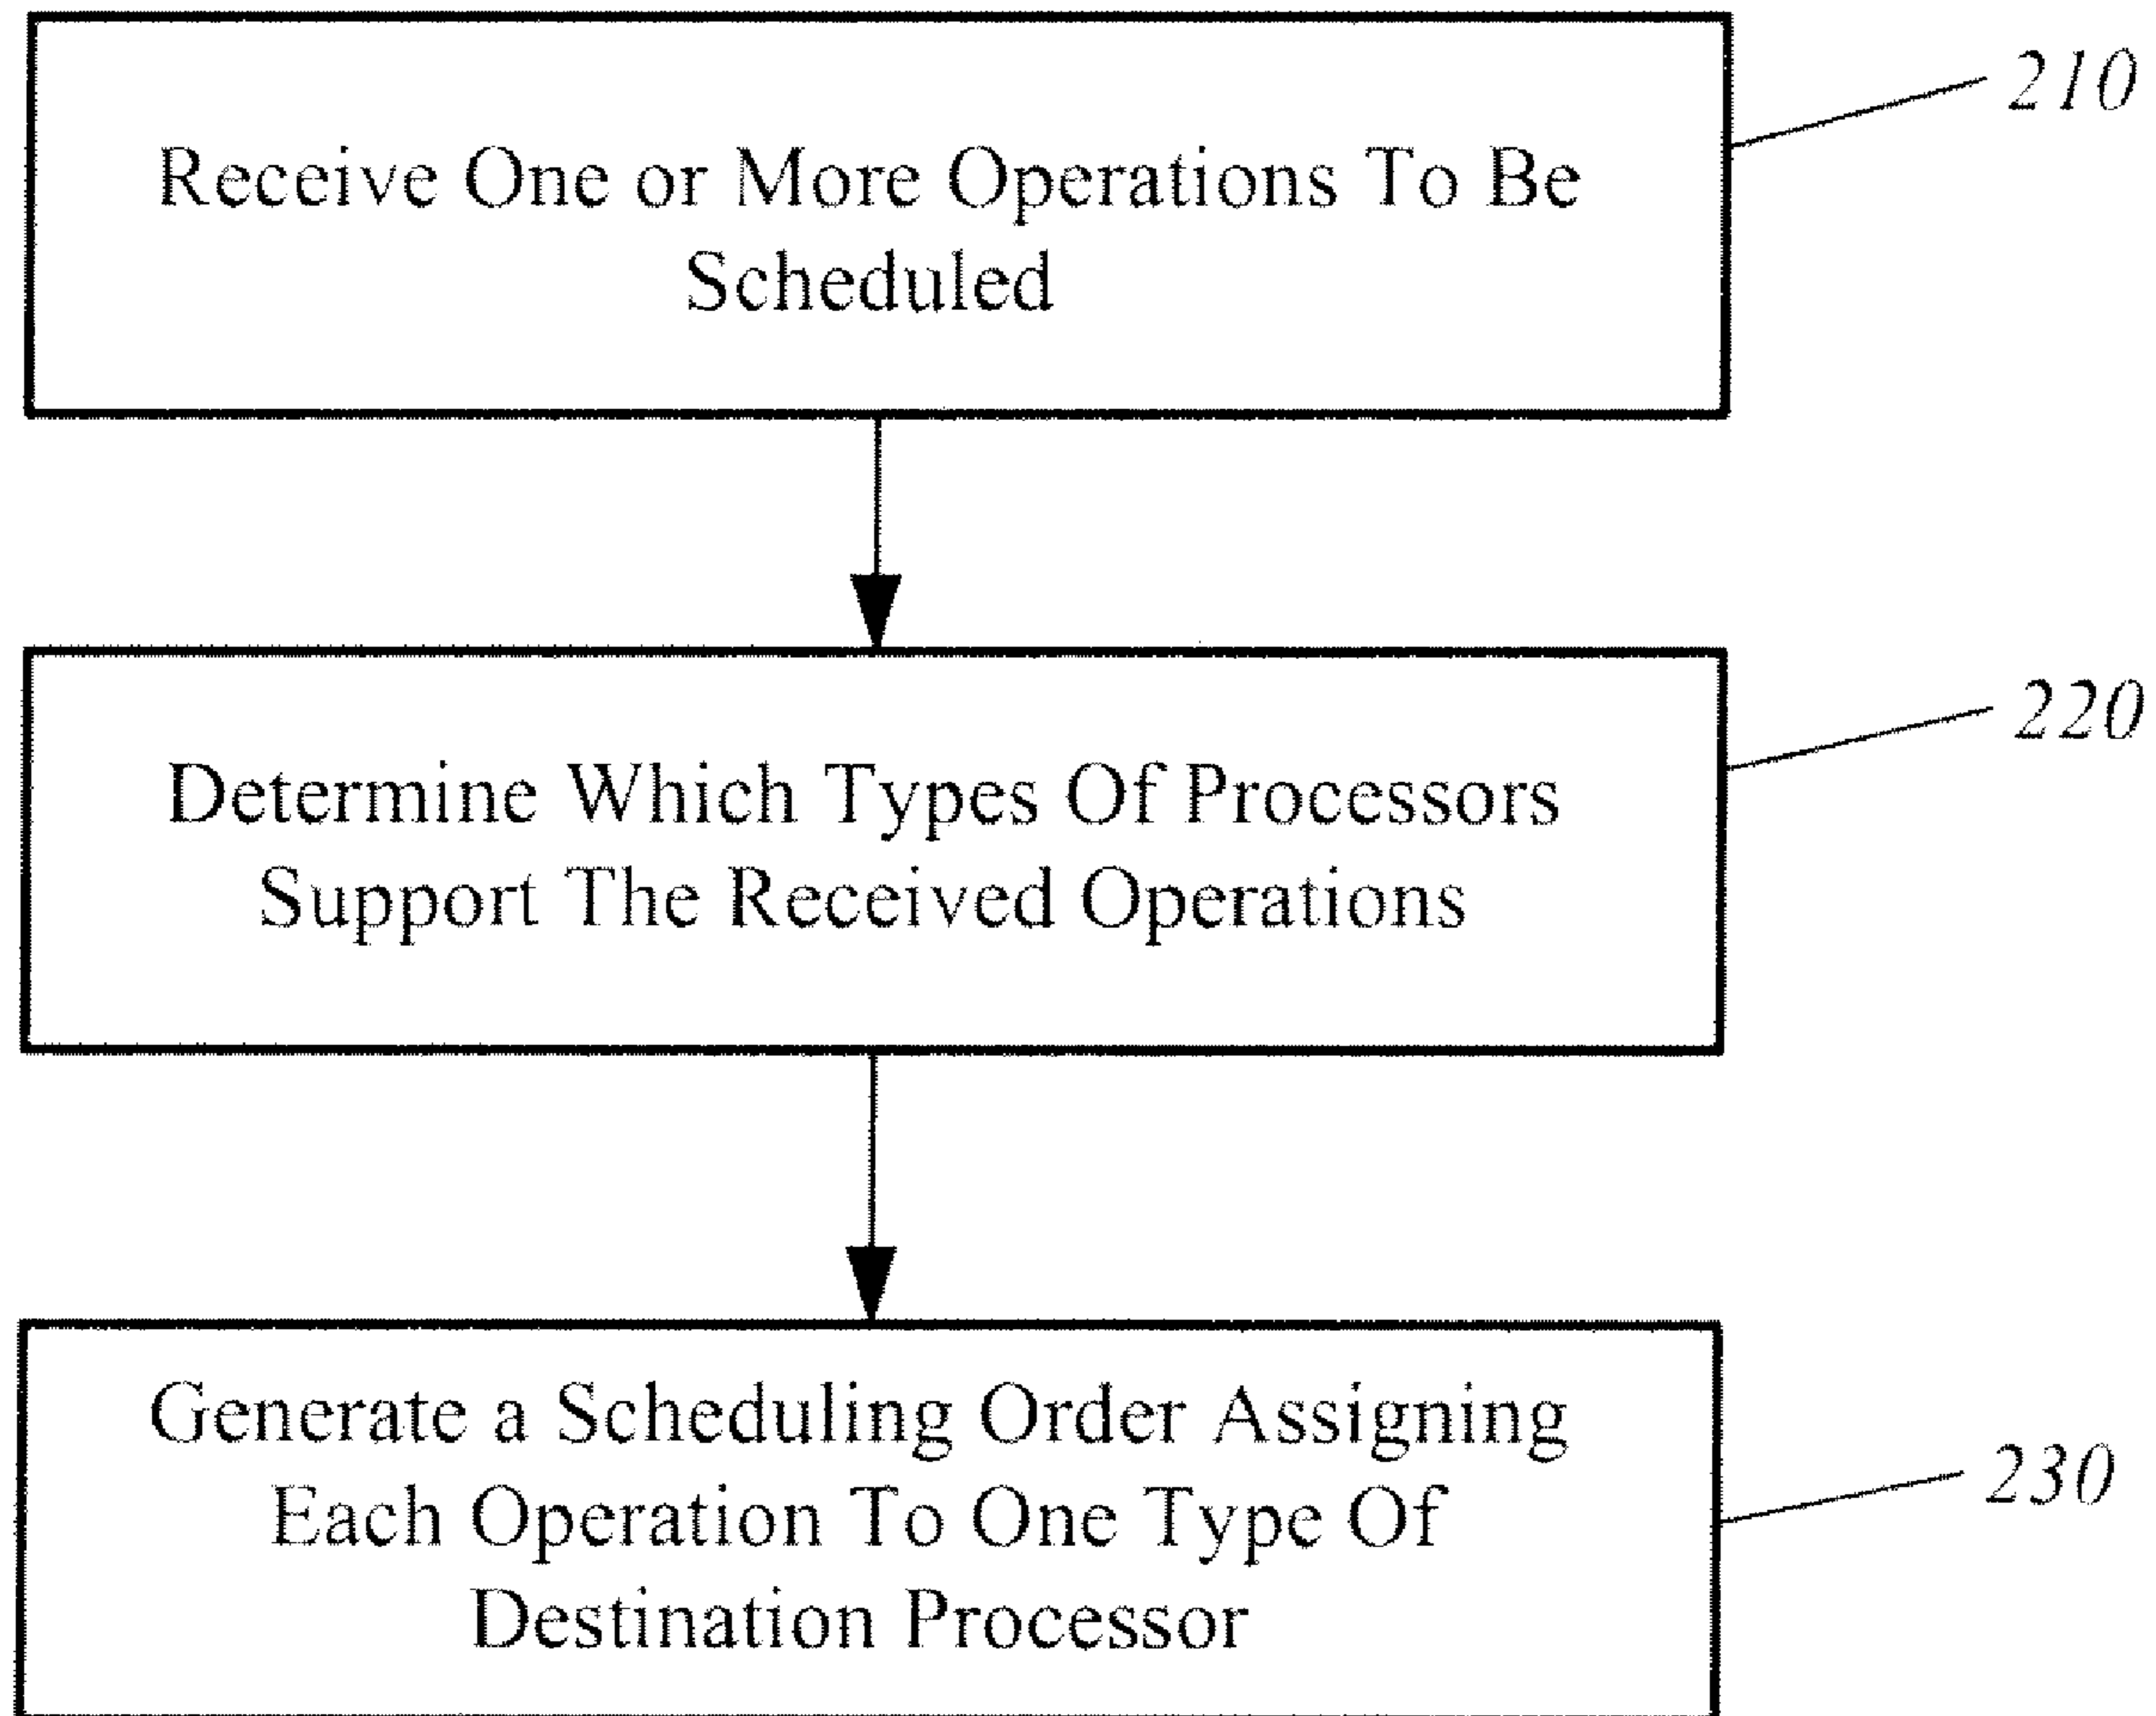 Receive One or More Operations To Be
Scheduled
210
Determine Which Types Of Processors
Support The Received Operations
220
Generate a Scheduling Order Assigning
Each Operation To One Type Of
Destination Processor
230